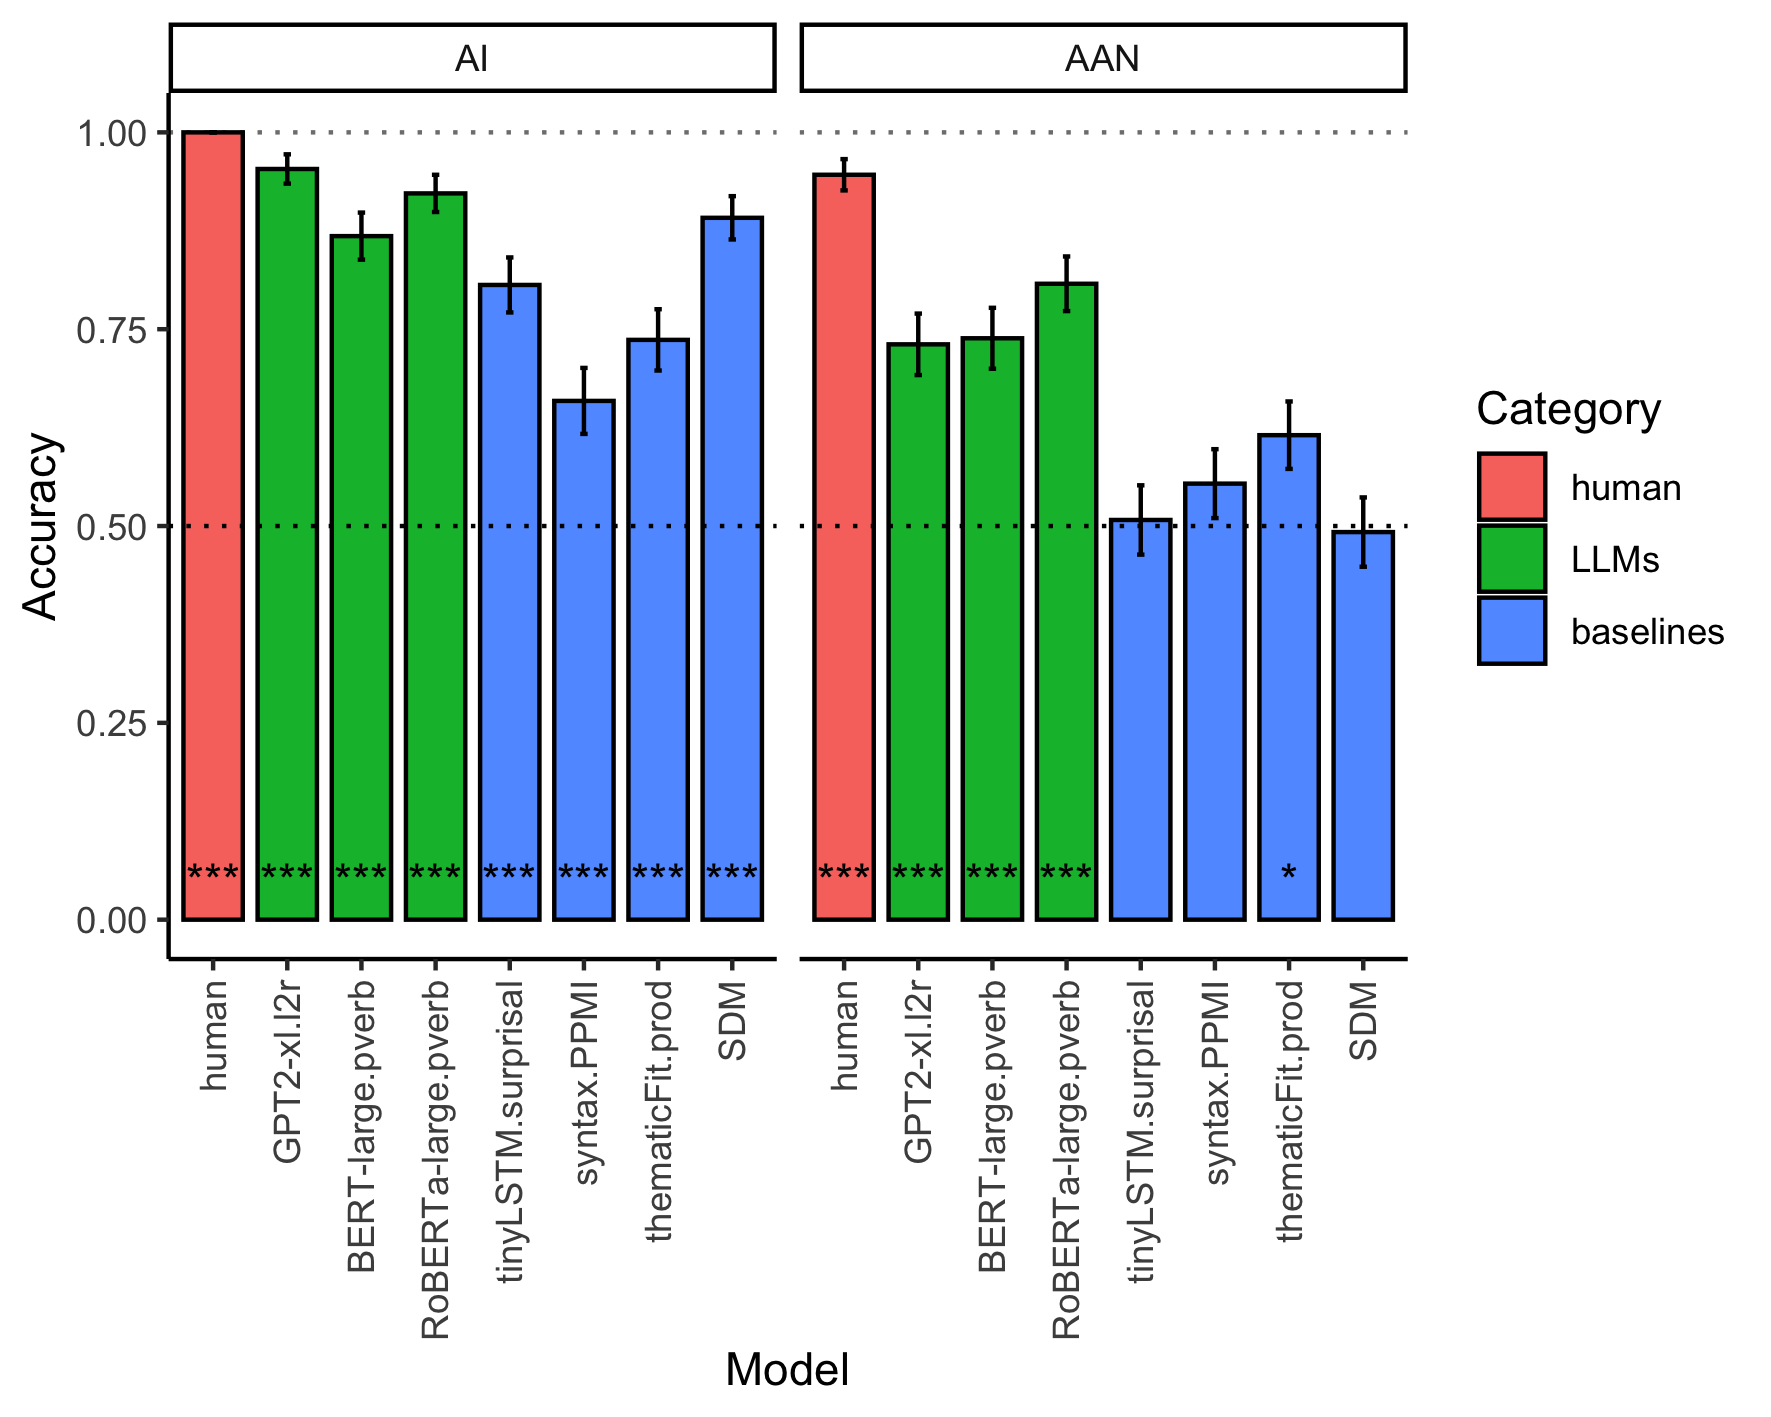 AI
AAN
1.00
0.75
0.50
0.25
0.00
Accuracy
*** *** *** *** *** *** *** ***
*** *** *** *** *
human
GPT2-xl.l2r
BERT-large.pverb
RoBERTa-large.pverb
tinyLSTM.surprisal
syntax.PPMI
thematicFit.prod
SDM
human
GPT2-xl.l2r
BERT-large.pverb
RoBERTa-large.pverb
tinyLSTM.surprisal
syntax.PPMI
thematicFit.prod
SDM
Model
Category
human
LLMs
baselines